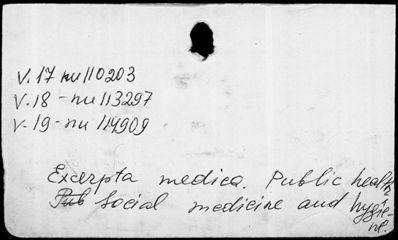 V. 17 nu 110203
V. 18 - nu 113297
V. 19 - nu 114909
Excerpta medica. Public health,
Pub Social medicine and hygie-
ne.